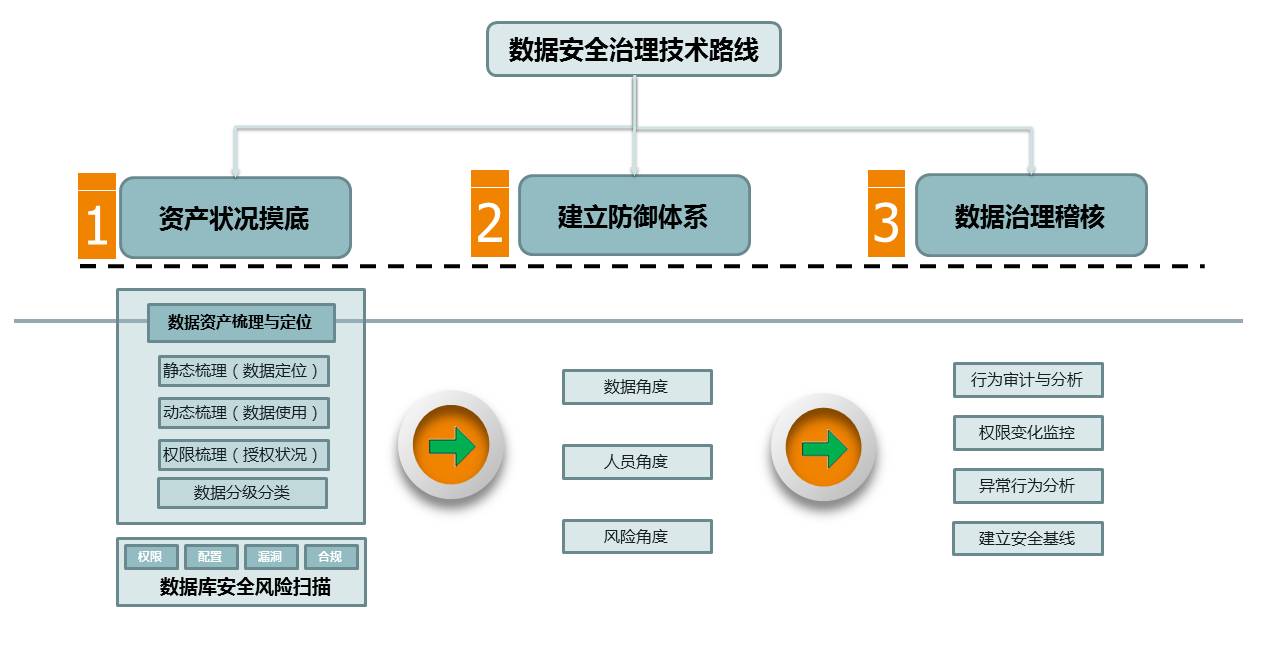 数据安全治理技术路线
1
资产状况摸底
2
建立防御体系
3
数据治理稽核
数据资产梳理与定位
静态梳理（数据定位）
动态梳理（数据使用）
权限梳理（授权状况）
数据分级分类
权限
配置
漏洞
合规
数据库安全风险扫描
数据角度
人员角度
风险角度
行为审计与分析
权限变化监控
异常行为分析
建立安全基线